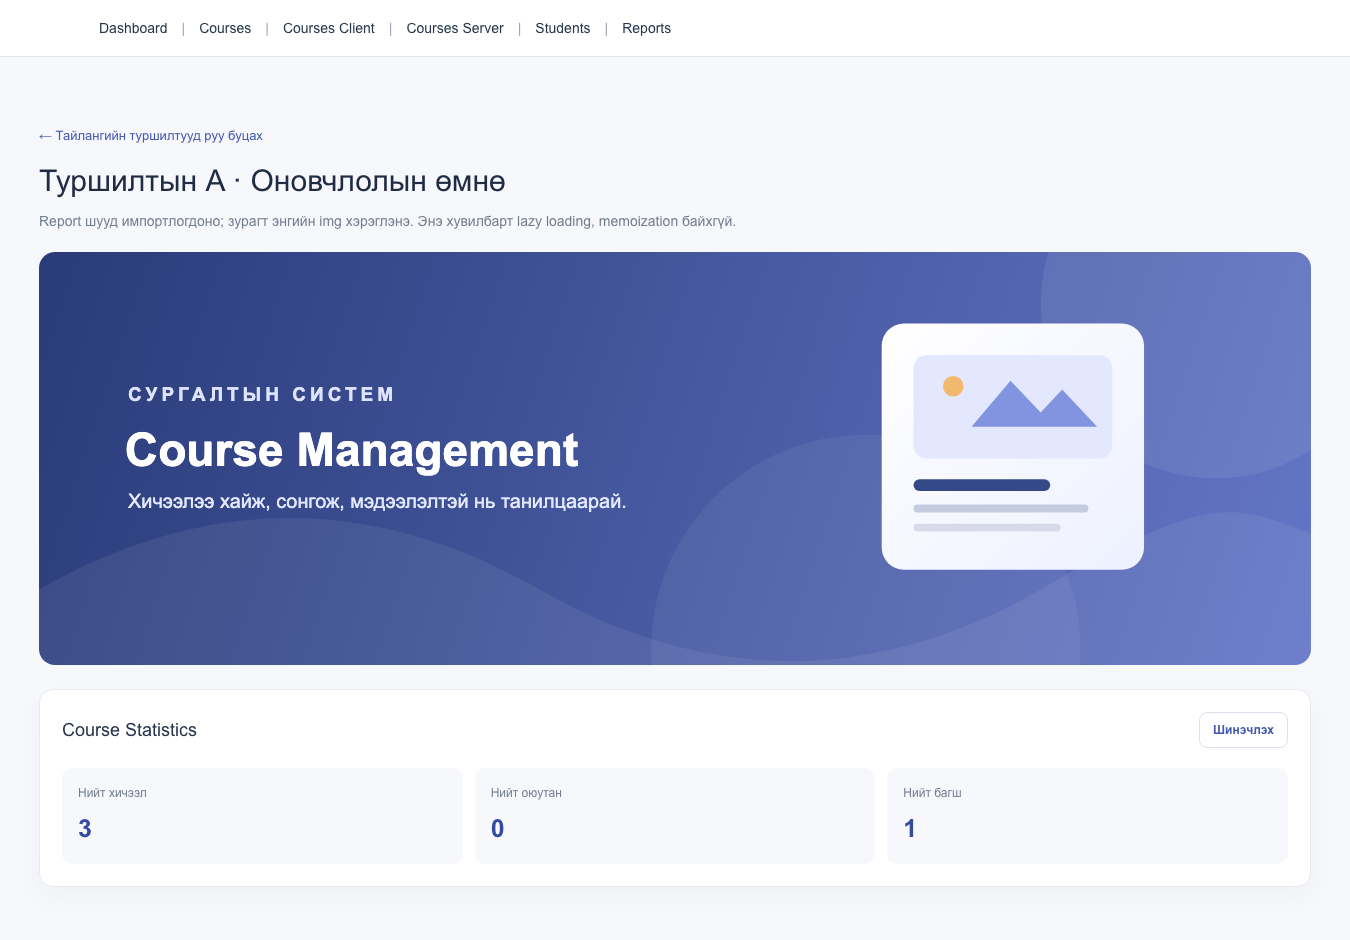 Dashboard | Courses | Courses Client | Courses Server | Students | Reports
← Тайлангийн туршилтууд руу буцах
Туршилтын А · Оновчлолын өмнө
Report шууд импортлогдоно; зурагт энгийн img хэрэглэнэ. Энэ хувилбарт lazy loading, memoization байхгүй.
СУРГАЛТЫН СИСТЕМ
Course Management
Хичээлээ хайж, сонгож, мэдээлэлтэй нь танилцаарай.
Course Statistics
Шинэчлэх
Нийт хичээл
3
Нийт оюутан
0
Нийт багш
1